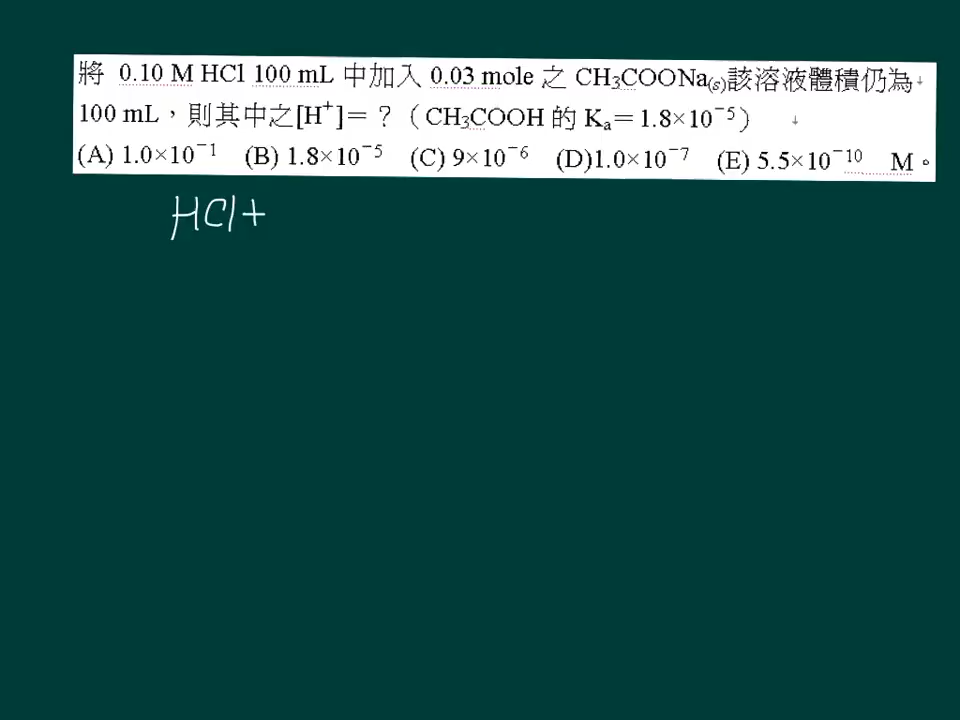 將 0.10 M HCl 100 mL 中加入 0.03 mole 之 CH₃COONa₍ₛ₎該溶液體積仍為↓
100 mL，則其中之[H⁺]＝？（CH₃COOH 的 Kₐ＝1.8×10⁻⁵） ↓
(A) 1.0×10⁻¹ (B) 1.8×10⁻⁵ (C) 9×10⁻⁶ (D)1.0×10⁻⁷ (E) 5.5×10⁻¹⁰ M。
HCl+